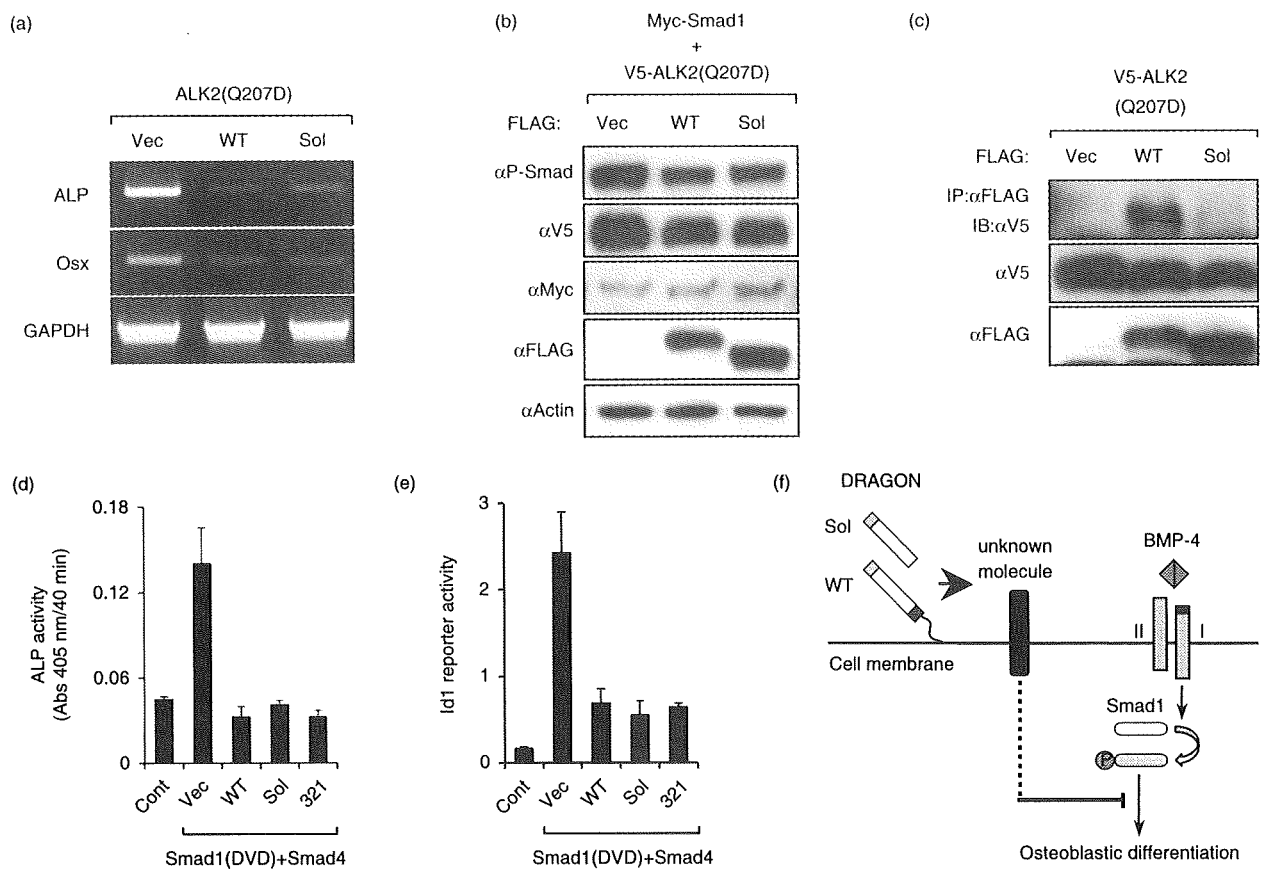 (a)
ALK2(Q207D)
Vec WT Sol
ALP
Osx
GAPDH
(b)
Myc-Smad1
+
V5-ALK2(Q207D)
FLAG: Vec WT Sol
αP-Smad
αV5
αMyc
αFLAG
αActin
(c)
V5-ALK2
(Q207D)
FLAG: Vec WT Sol
IP:αFLAG
IB:αV5
αV5
αFLAG
(d)
ALP activity
(Abs 405 nm/40 min)
0.18
0.12
0.06
0
Cont Vec WT Sol 321
Smad1(DVD)+Smad4
(e)
Id1 reporter activity
3
2
1
0
Cont Vec WT Sol 321
Smad1(DVD)+Smad4
(f)
DRAGON
Sol
WT
unknown
molecule
BMP-4
II I
Cell membrane
Smad1
P
Osteoblastic differentiation